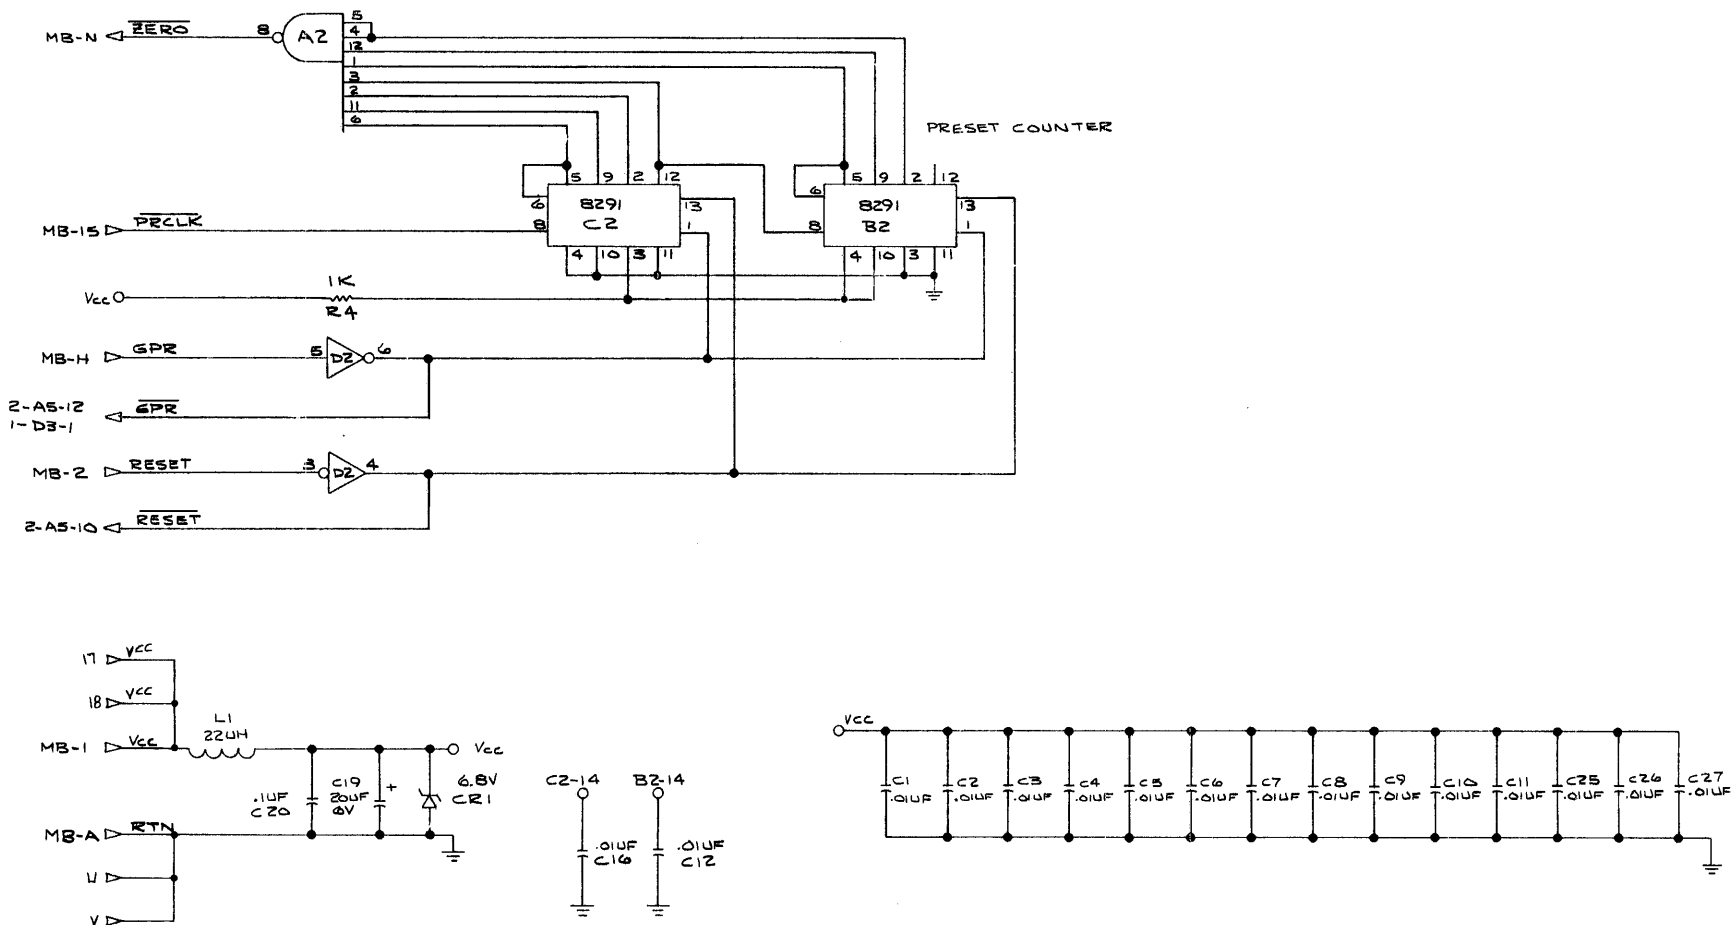 MB-N ZERO 8 A2 5
4
12
1
3
2
11
6
PRESET COUNTER
5 9 2 12
5 9 2 12
6 8291 13
6 8291 13
MB-15 PRCLK 8 C2 1
8 B2 1
4 10 3 11
4 10 3 11
1K
Vcc
R4
MB-H GPR 5 D2 6
2-A5-12 GPR
1-D3-1
MB-2 RESET 3 D2 4
2-A5-10 RESET
17 Vcc
18 Vcc
L1
22UH
MB-1 Vcc
Vcc
.1UF
C20
C19
20UF
8V
+
6.8V
CR1
MB-A RTN
U
V
C2-14
.01UF
C16
B2-14
.01UF
C12
Vcc
C1 C2 C3 C4 C5 C6 C7 C8 C9 C10 C11 C25 C26 C27
.01UF .01UF .01UF .01UF .01UF .01UF .01UF .01UF .01UF .01UF .01UF .01UF .01UF .01UF